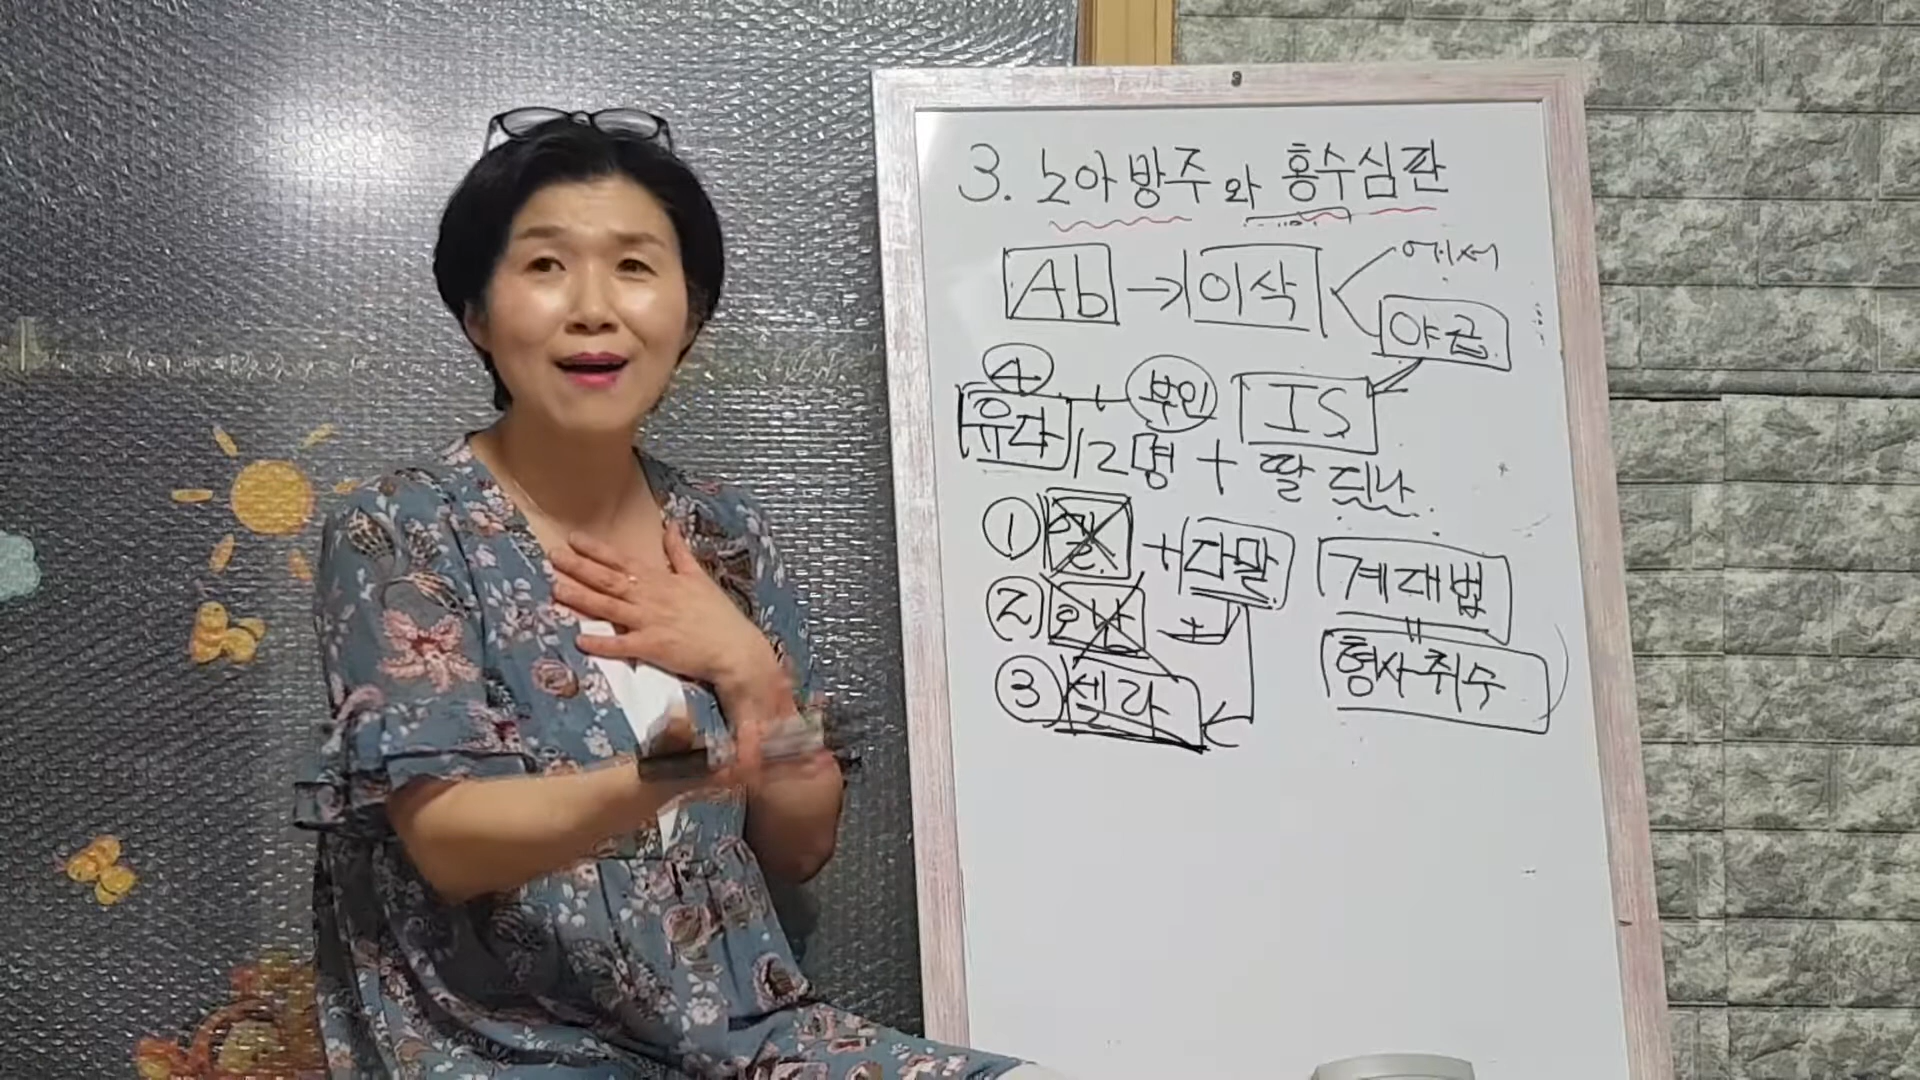 3. 노아방주와 홍수심판
Ab → 이삭 < 에서
야곱
4 + 부인 IS
유다 12명 + 딸 디나
① 엘 + 다말 계대법
② 오난 + 〃
③ 셀라 형사취수